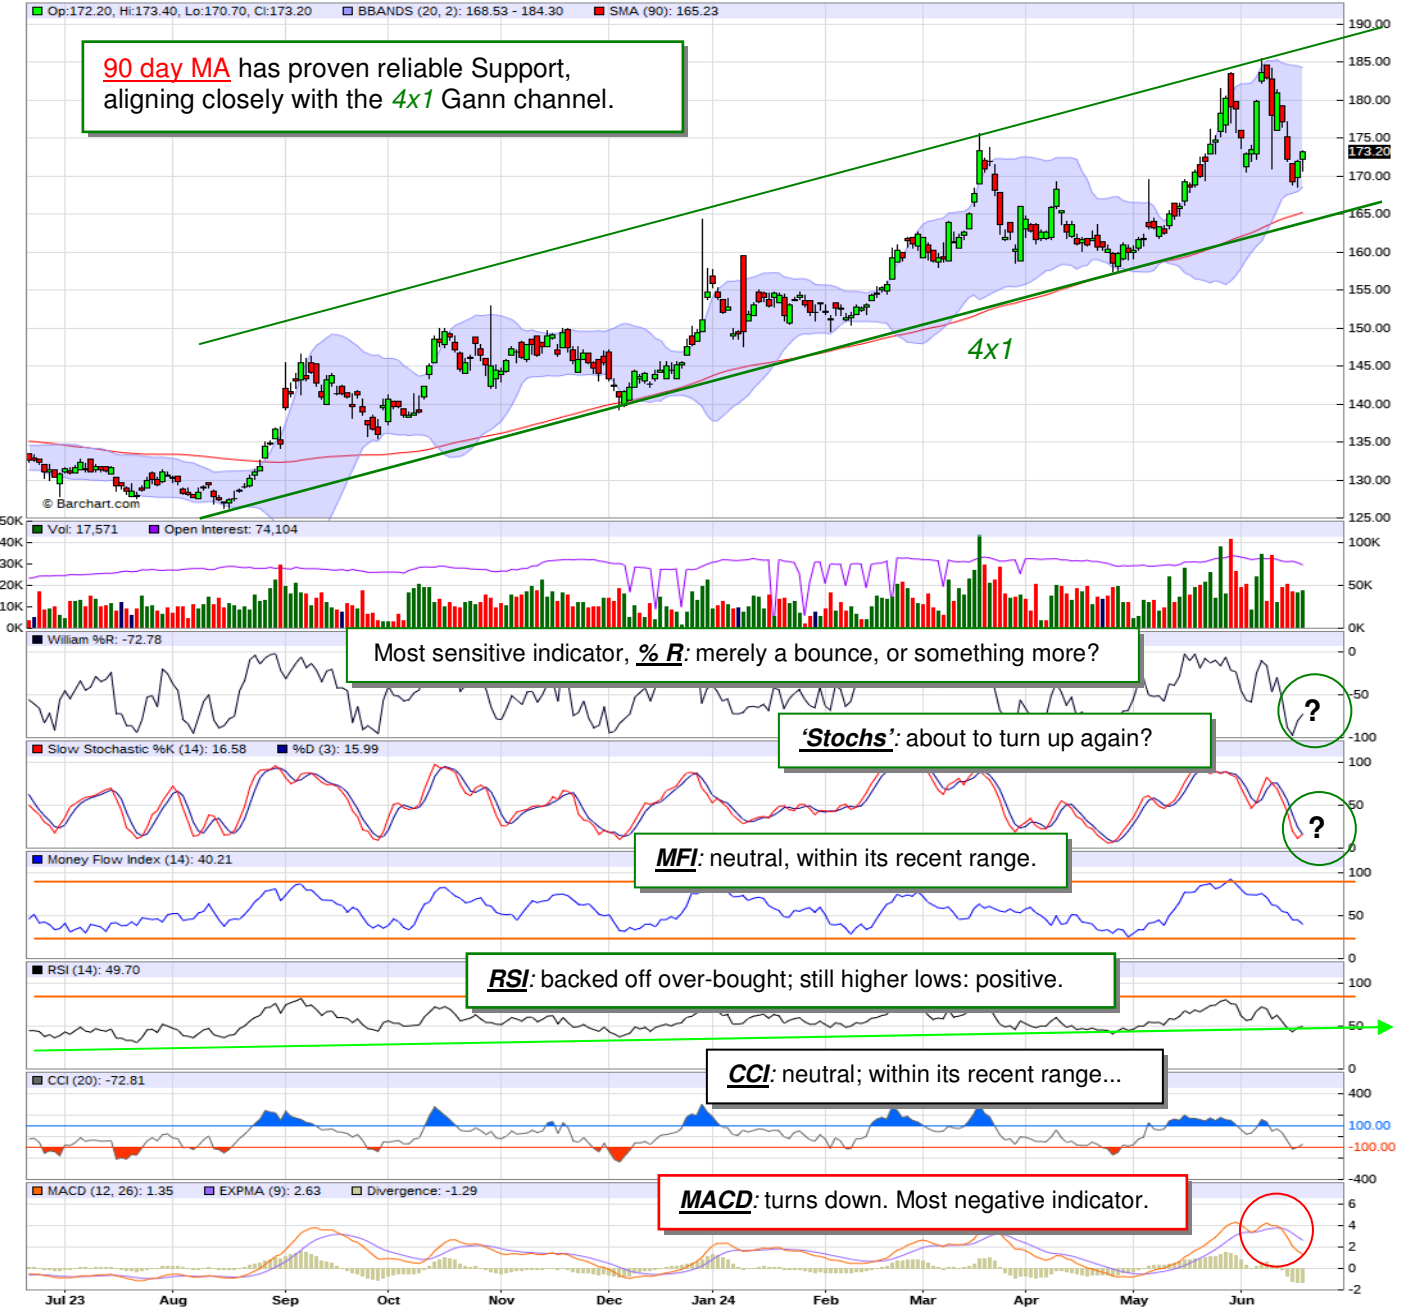 Op:172.20, Hi:173.40, Lo:170.70, Cl:173.20 BBANDS (20, 2): 168.53 - 184.30 SMA (90): 165.23
190.00
90 day MA has proven reliable Support,
aligning closely with the 4x1 Gann channel.
185.00
180.00
175.00
173.20
170.00
165.00
160.00
155.00
150.00
4x1
145.00
140.00
135.00
130.00
© Barchart.com
125.00
50K Vol: 17,571 Open Interest: 74,104
40K 100K
30K
20K 50K
10K
0K 0K
William %R: -72.78
Most sensitive indicator, % R: merely a bounce, or something more?
0
-50
?
-100
'Stochs': about to turn up again?
Slow Stochastic %K (14): 16.58 %D (3): 15.99
100
50
?
0
MFI: neutral, within its recent range.
Money Flow Index (14): 40.21
100
50
0
RSI (14): 49.70
RSI: backed off over-bought; still higher lows: positive.
100
50
0
CCI: neutral; within its recent range...
CCI (20): -72.81
400
100.00
-100.00
-400
MACD (12, 26): 1.35 EXPMA (9): 2.63 Divergence: -1.29
MACD: turns down. Most negative indicator.
6
4
2
0
-2
Jul 23 Aug Sep Oct Nov Dec Jan 24 Feb Mar Apr May Jun